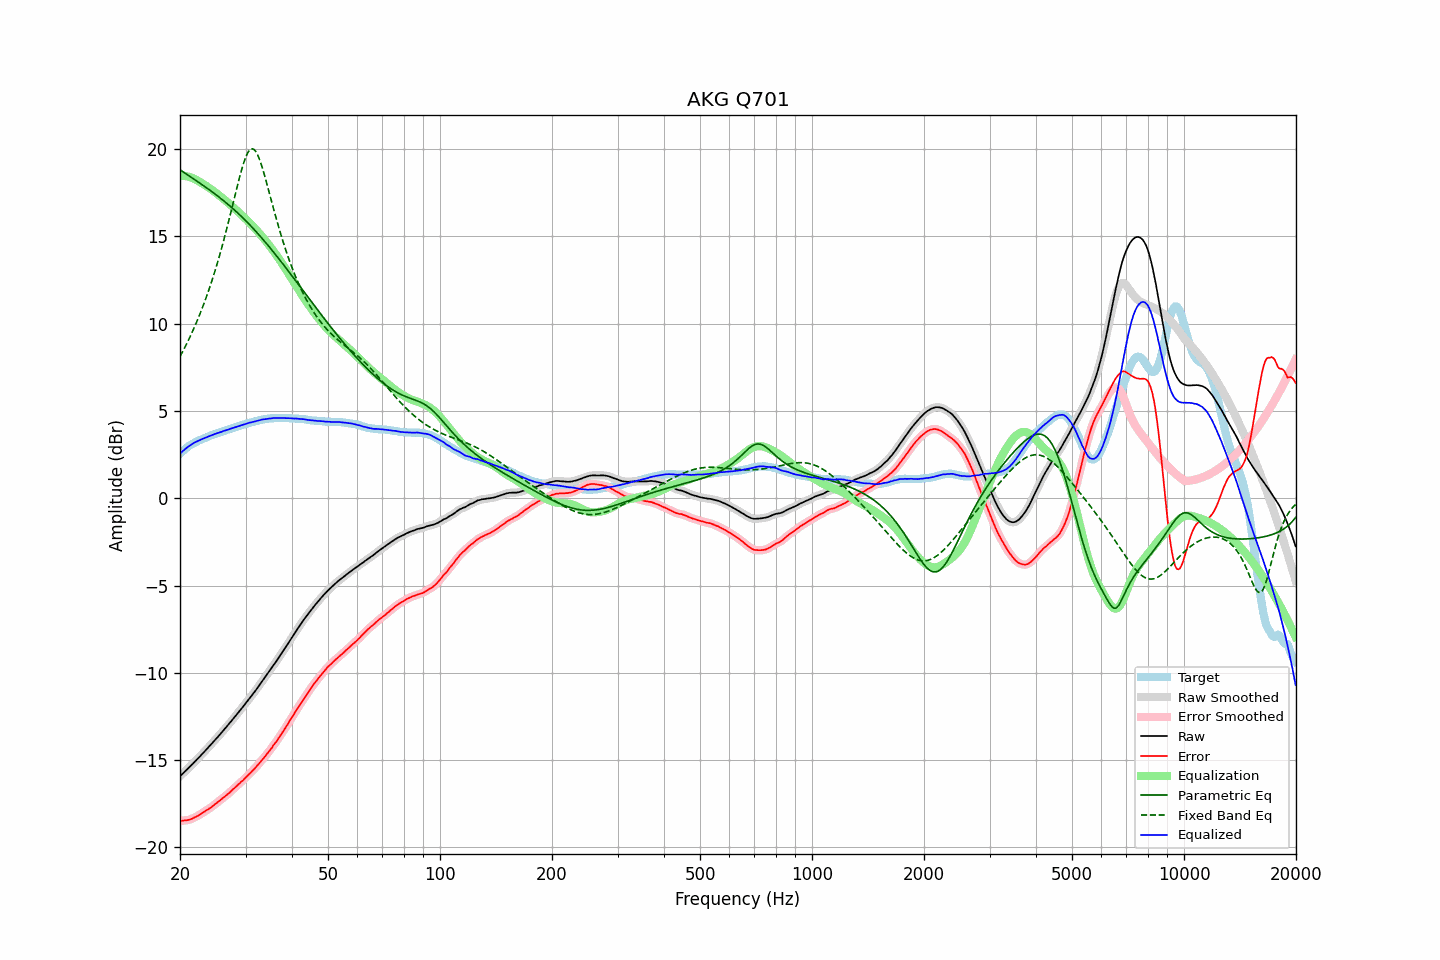 AKG Q701
Amplitude (dBr)
20
15
10
5
0
−5
−10
−15
−20
20 50 100 200 500 1000 2000 5000 10000 20000
Frequency (Hz)
Target
Raw Smoothed
Error Smoothed
Raw
Error
Equalization
Parametric Eq
Fixed Band Eq
Equalized